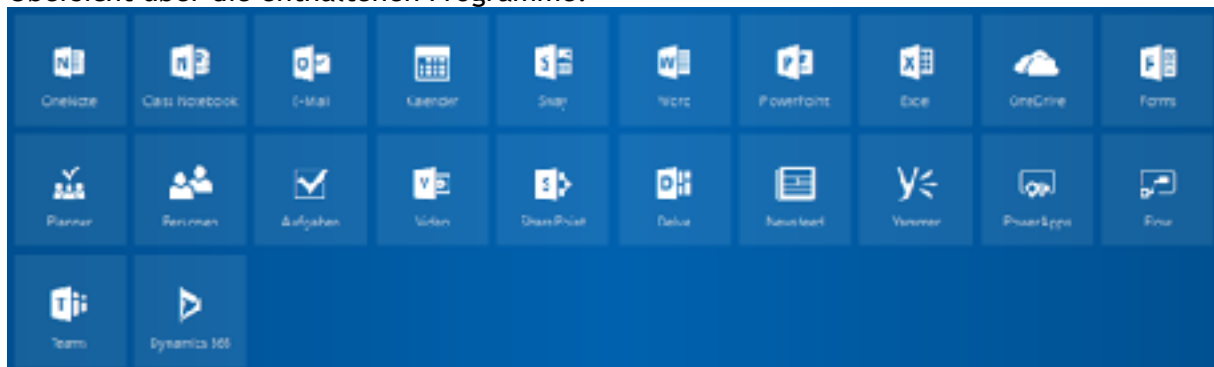 Übersicht über die enthaltenen Programme:
OneNote Class Notebook E-Mail Kalender Sway Word PowerPoint Excel OneDrive Forms
Planner Personen Aufgaben Video SharePoint Delve Newsfeed Yammer PowerApps Flow
Teams Dynamics 365